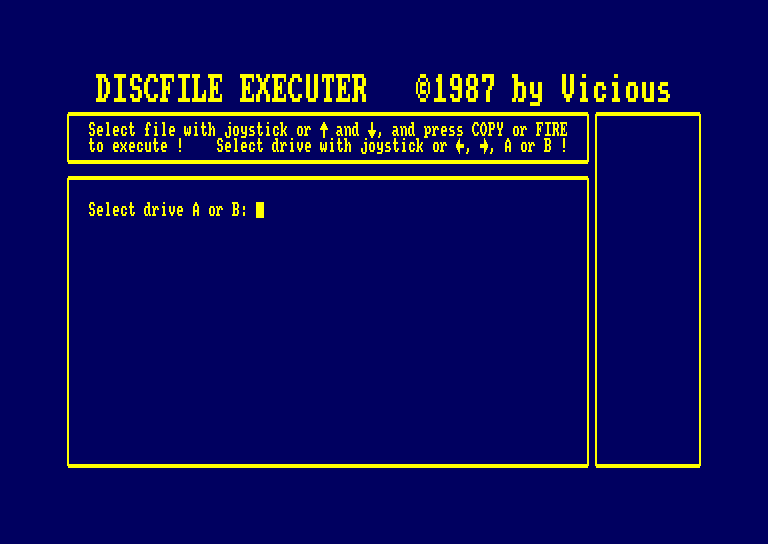 DISCFILE EXECUTER ©1987 by Vicious
Select file with joystick or ↑ and ↓, and press COPY or FIRE
to execute ! Select drive with joystick or ←, →, A or B !
Select drive A or B: